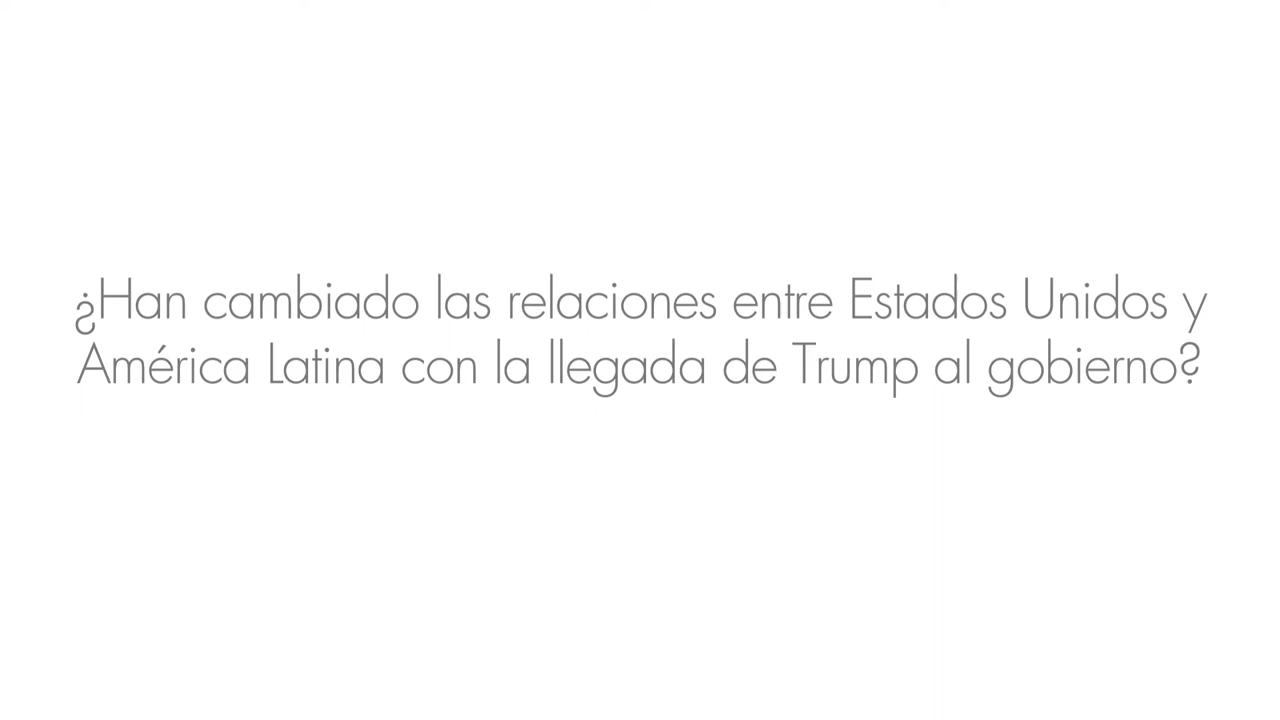 ¿Han cambiado las relaciones entre Estados Unidos y
América Latina con la llegada de Trump al gobierno?